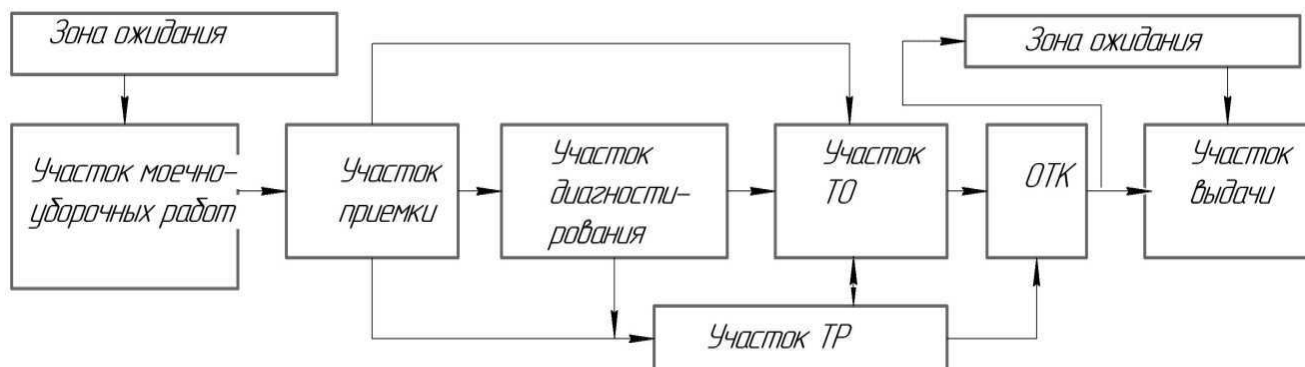 Зона ожидания
Зона ожидания
Участок моечно-
уборочных работ
Участок
приемки
Участок
диагности-
рования
Участок
ТО
ОТК
Участок
выдачи
Участок ТР